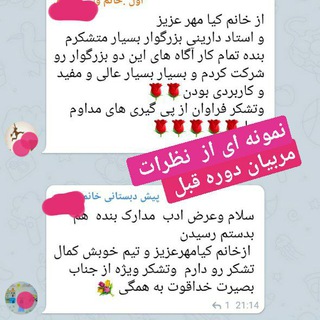 اول .خانم و
از خانم کیا مهر عزیز
و استاد دارینی بزرگوار بسیار متشکرم
بنده تمام کار آگاه های این دو بزرگوار رو
شرکت کردم و بسیار بسیار عالی و مفید
و کاربردی بودن 🌹🌹
وتشکر فراوان از پی گیری های مداوم
🌹🌹🌹🌹🌹
نمونه ای از نظرات
مربیان دوره قبل
پیش دبستانی خانم
سلام وعرض ادب مدارک بنده هم
بدستم رسیدن
ازخانم کیامهرعزیز و تیم خوبش کمال
تشکر رو دارم وتشکر ویژه از جناب
بصیرت خداقوت به همگی 💐
1 21:14